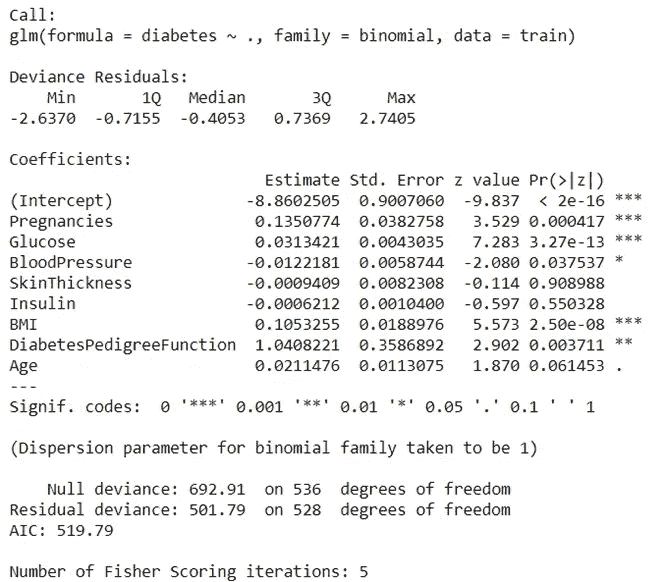 Call:
glm(formula = diabetes ~ ., family = binomial, data = train)
Deviance Residuals:
Min 1Q Median 3Q Max
-2.6370 -0.7155 -0.4053 0.7369 2.7405
Coefficients:
Estimate Std. Error z value Pr(>|z|)
(Intercept) -8.8602505 0.9007060 -9.837 < 2e-16 ***
Pregnancies 0.1350774 0.0382758 3.529 0.000417 ***
Glucose 0.0313421 0.0043035 7.283 3.27e-13 ***
BloodPressure -0.0122181 0.0058744 -2.080 0.037537 *
SkinThickness -0.0009409 0.0082308 -0.114 0.908988
Insulin -0.0006212 0.0010400 -0.597 0.550328
BMI 0.1053255 0.0188976 5.573 2.50e-08 ***
DiabetesPedigreeFunction 1.0408221 0.3586892 2.902 0.003711 **
Age 0.0211476 0.0113075 1.870 0.061453 .
---
Signif. codes: 0 '***' 0.001 '**' 0.01 '*' 0.05 '.' 0.1 ' ' 1
(Dispersion parameter for binomial family taken to be 1)
Null deviance: 692.91 on 536 degrees of freedom
Residual deviance: 501.79 on 528 degrees of freedom
AIC: 519.79
Number of Fisher Scoring iterations: 5